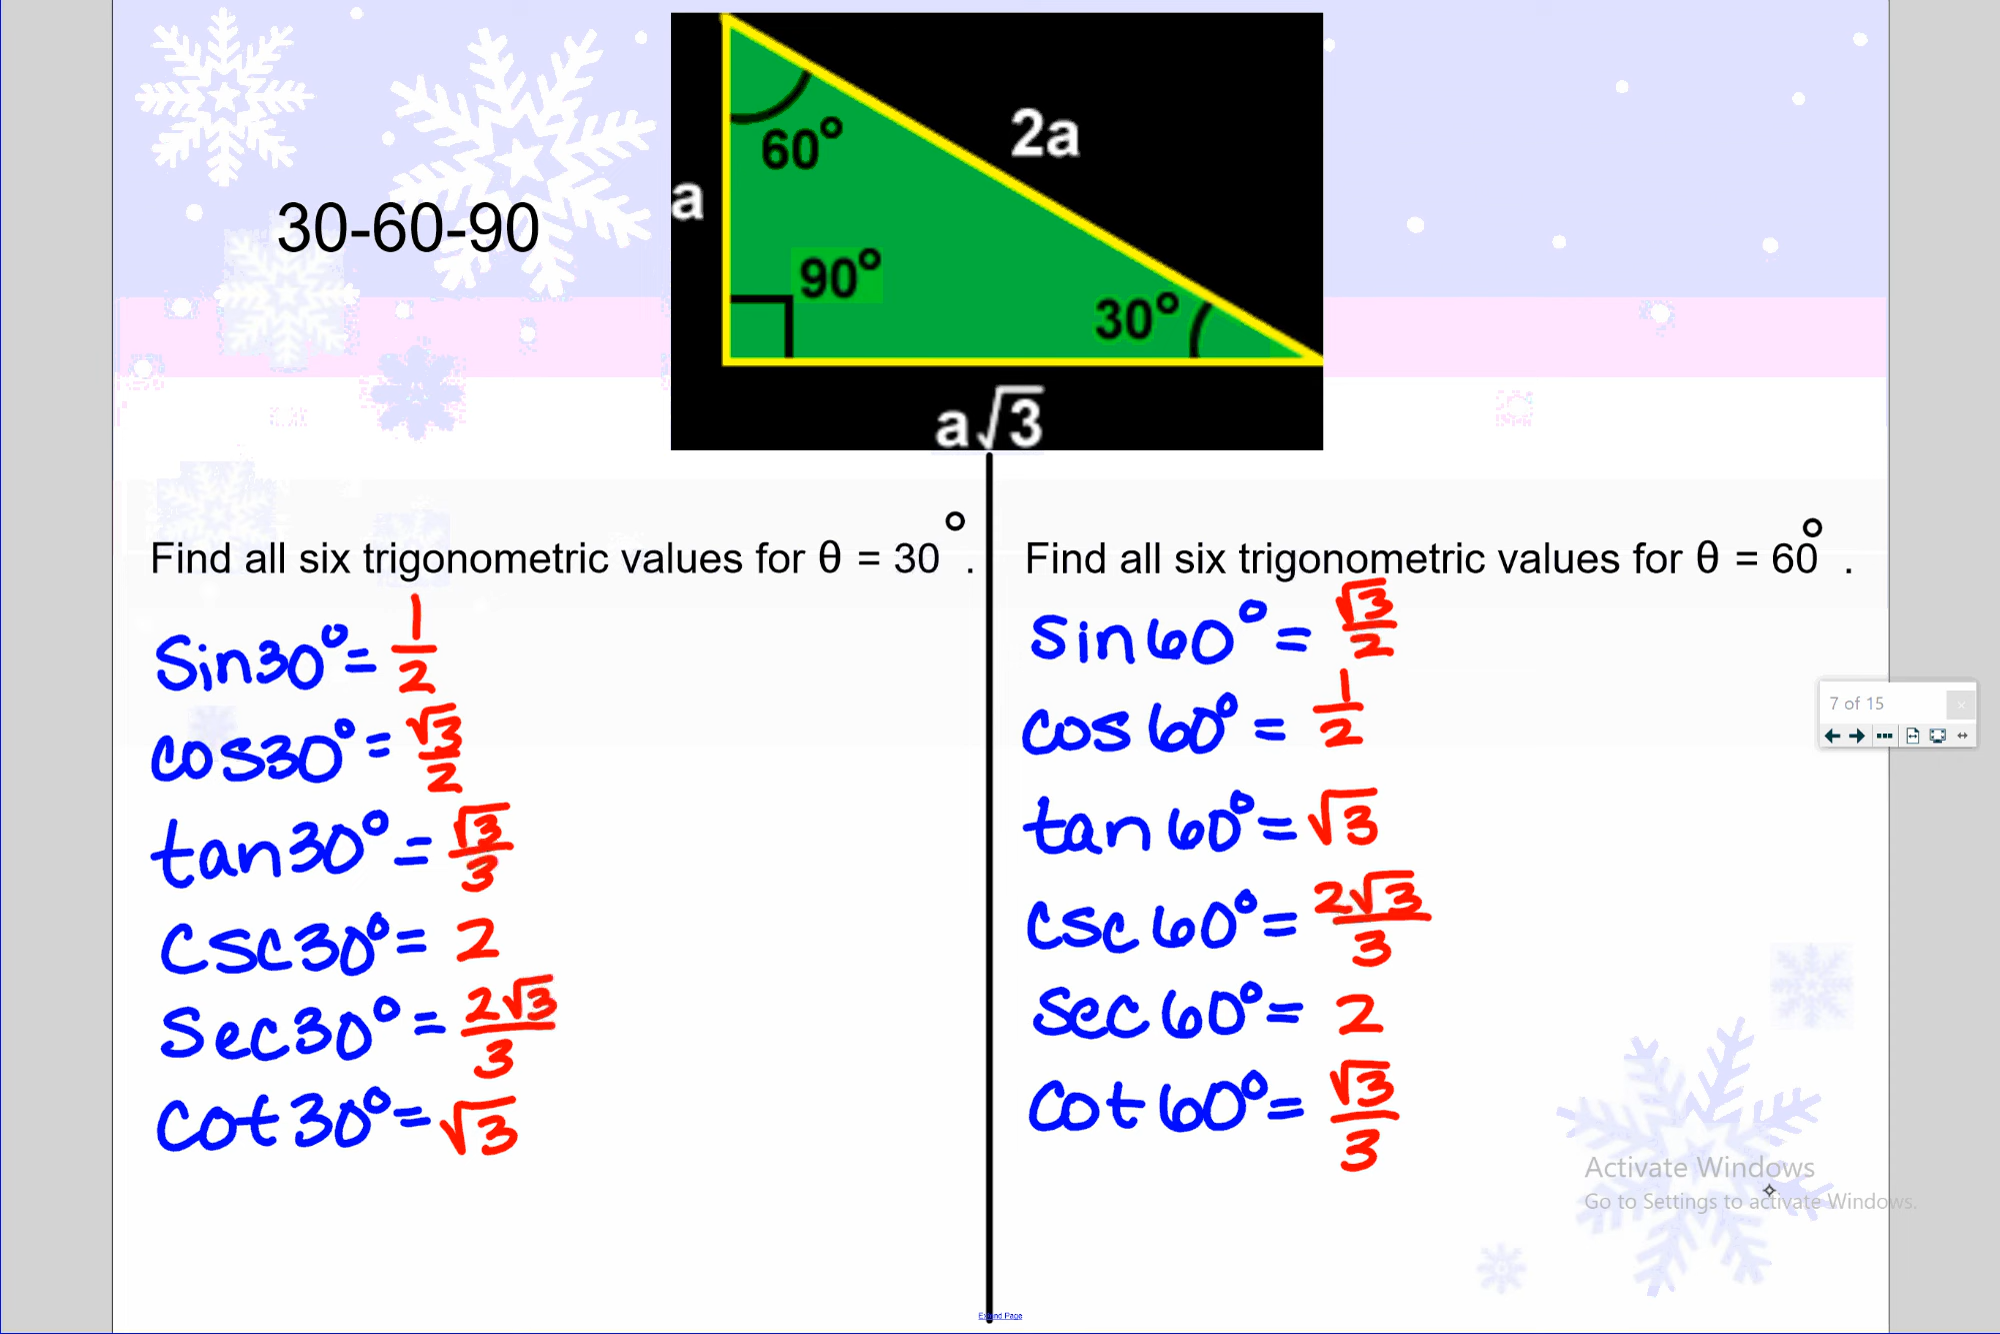 30-60-90
60°
2a
a
90°
30°
a√3
Find all six trigonometric values for θ = 30°.
sin30°= 1/2
cos30°= √3/2
tan30°= √3/3
csc30°= 2
sec30°= 2√3/3
cot30°= √3
Find all six trigonometric values for θ = 60°.
sin60°= √3/2
cos60°= 1/2
tan60°= √3
csc60°= 2√3/3
sec60°= 2
cot60°= √3/3
7 of 15
Activate Windows
Go to Settings to activate Windows.
Extend Page